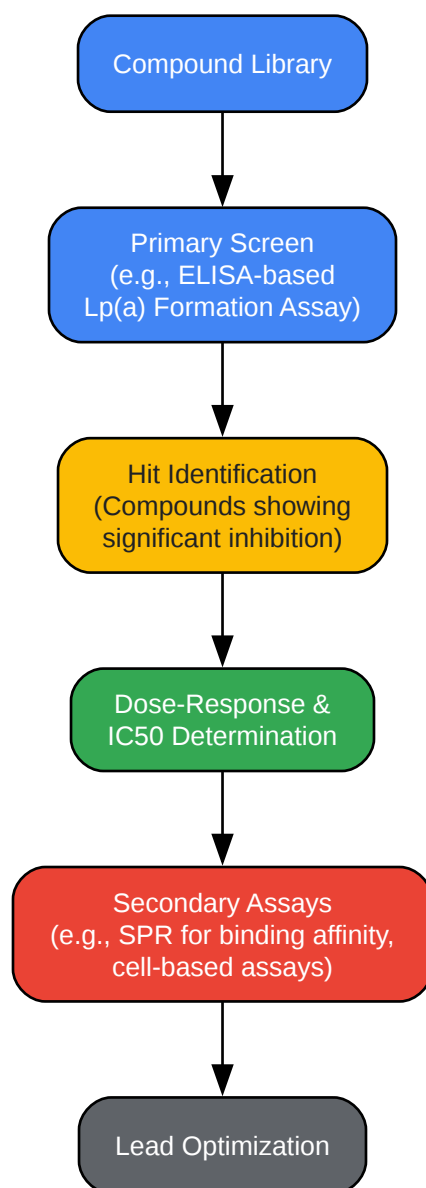 Compound Library
Primary Screen
(e.g., ELISA-based
Lp(a) Formation Assay)
Hit Identification
(Compounds showing
significant inhibition)
Dose-Response &
IC50 Determination
Secondary Assays
(e.g., SPR for binding affinity,
cell-based assays)
Lead Optimization